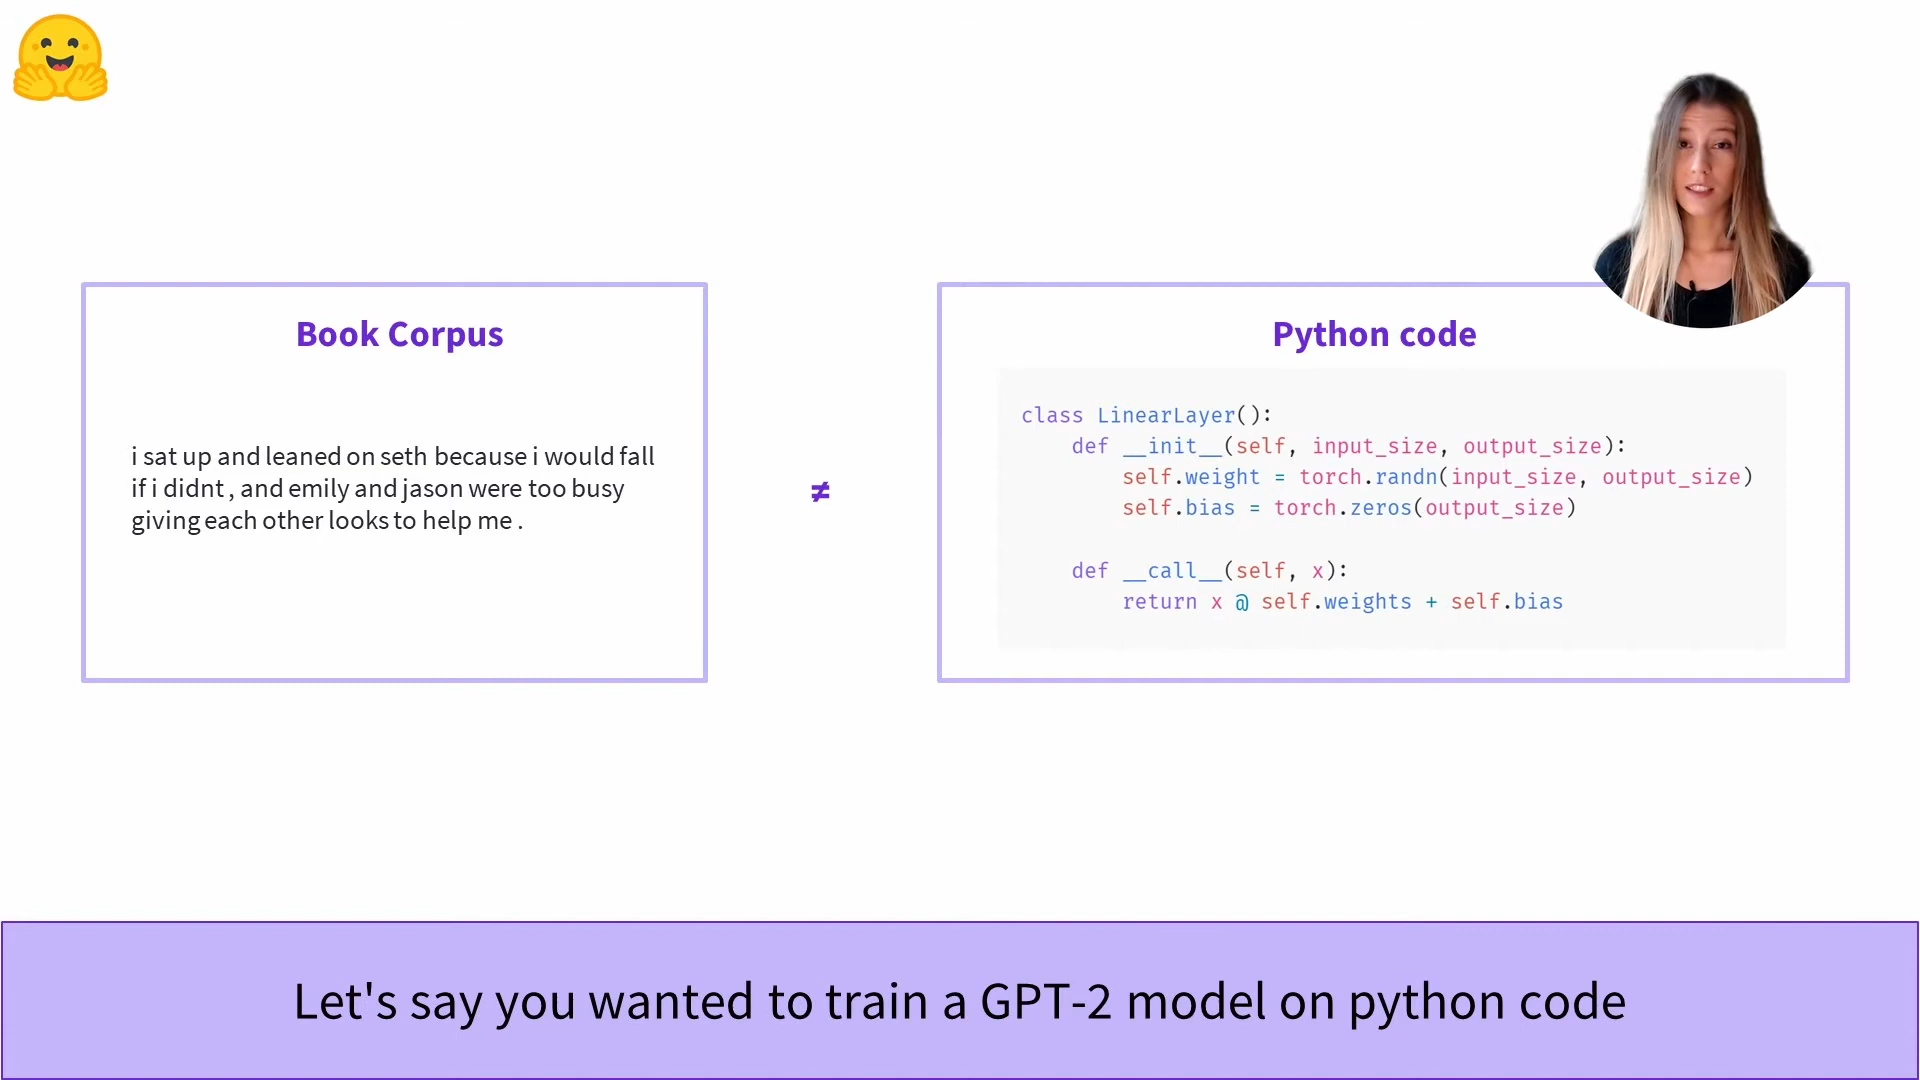 Book Corpus
i sat up and leaned on seth because i would fall
if i didnt , and emily and jason were too busy
giving each other looks to help me .
≠
Python code
class LinearLayer():
    def __init__(self, input_size, output_size):
        self.weight = torch.randn(input_size, output_size)
        self.bias = torch.zeros(output_size)
    def __call__(self, x):
        return x @ self.weights + self.bias
Let's say you wanted to train a GPT-2 model on python code